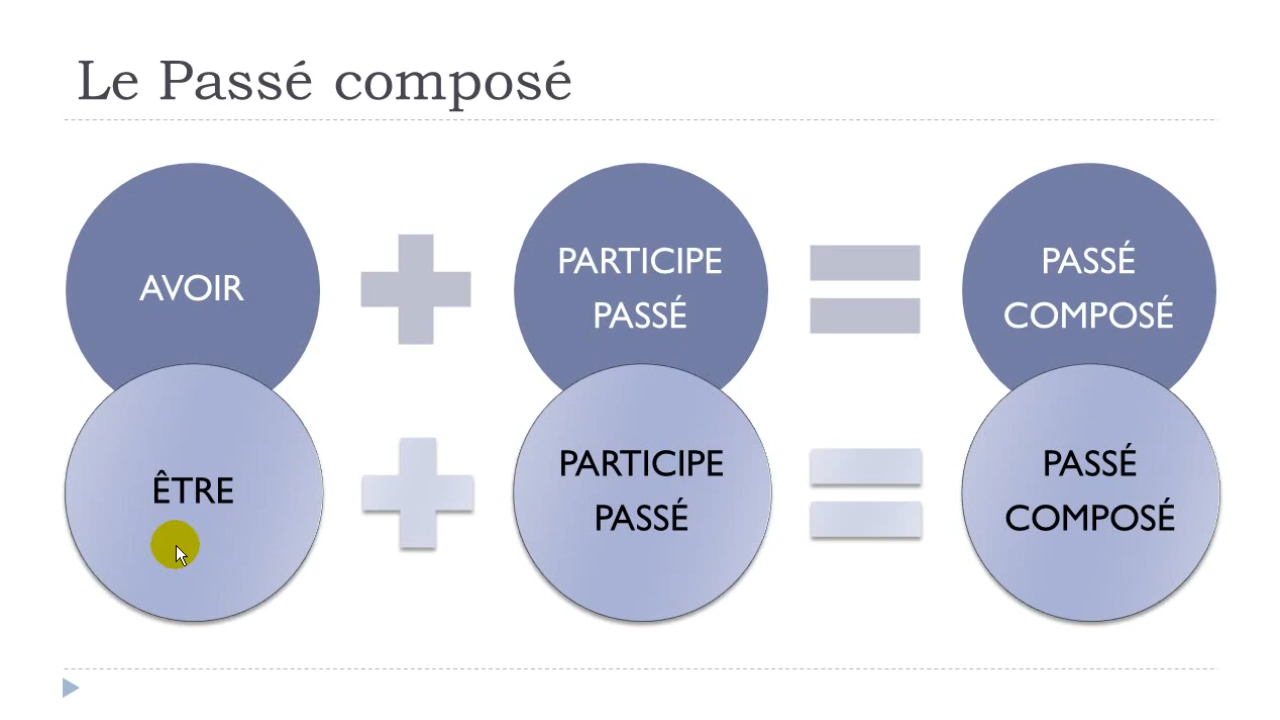 Le Passé composé
AVOIR
PARTICIPE
PASSÉ
PASSÉ
COMPOSÉ
ÊTRE
PARTICIPE
PASSÉ
PASSÉ
COMPOSÉ